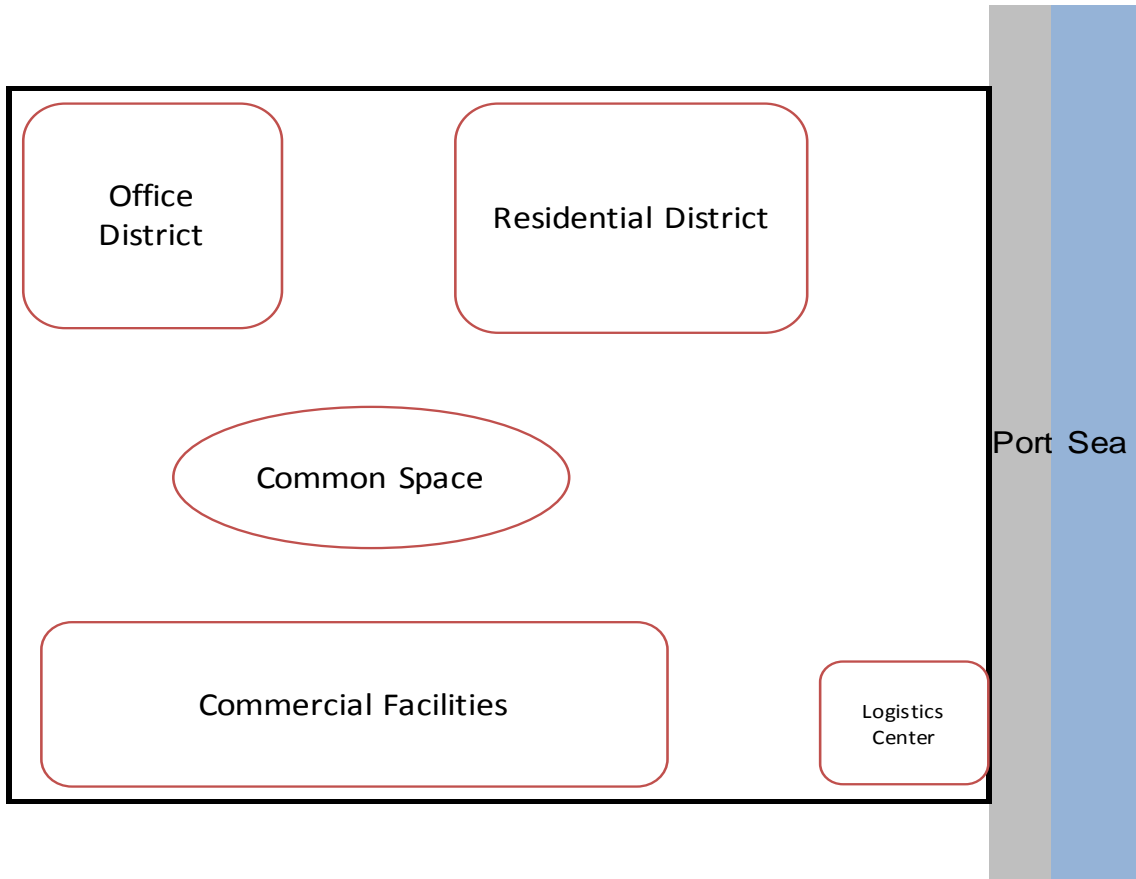 Office
District
Residential District
Common Space
Port Sea
Commercial Facilities
Logistics
Center